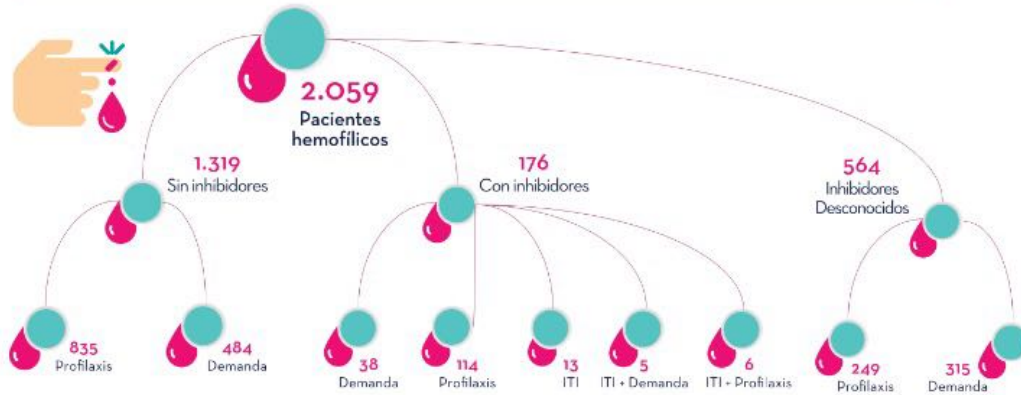 2.059
Pacientes
hemofílicos
1.319
Sin inhibidores
176
Con inhibidores
564
Inhibidores
Desconocidos
835
Profilaxis
484
Demanda
38
Demanda
114
Profilaxis
13
ITI
5
ITI + Demanda
6
ITI + Profilaxis
249
Profilaxis
315
Demanda